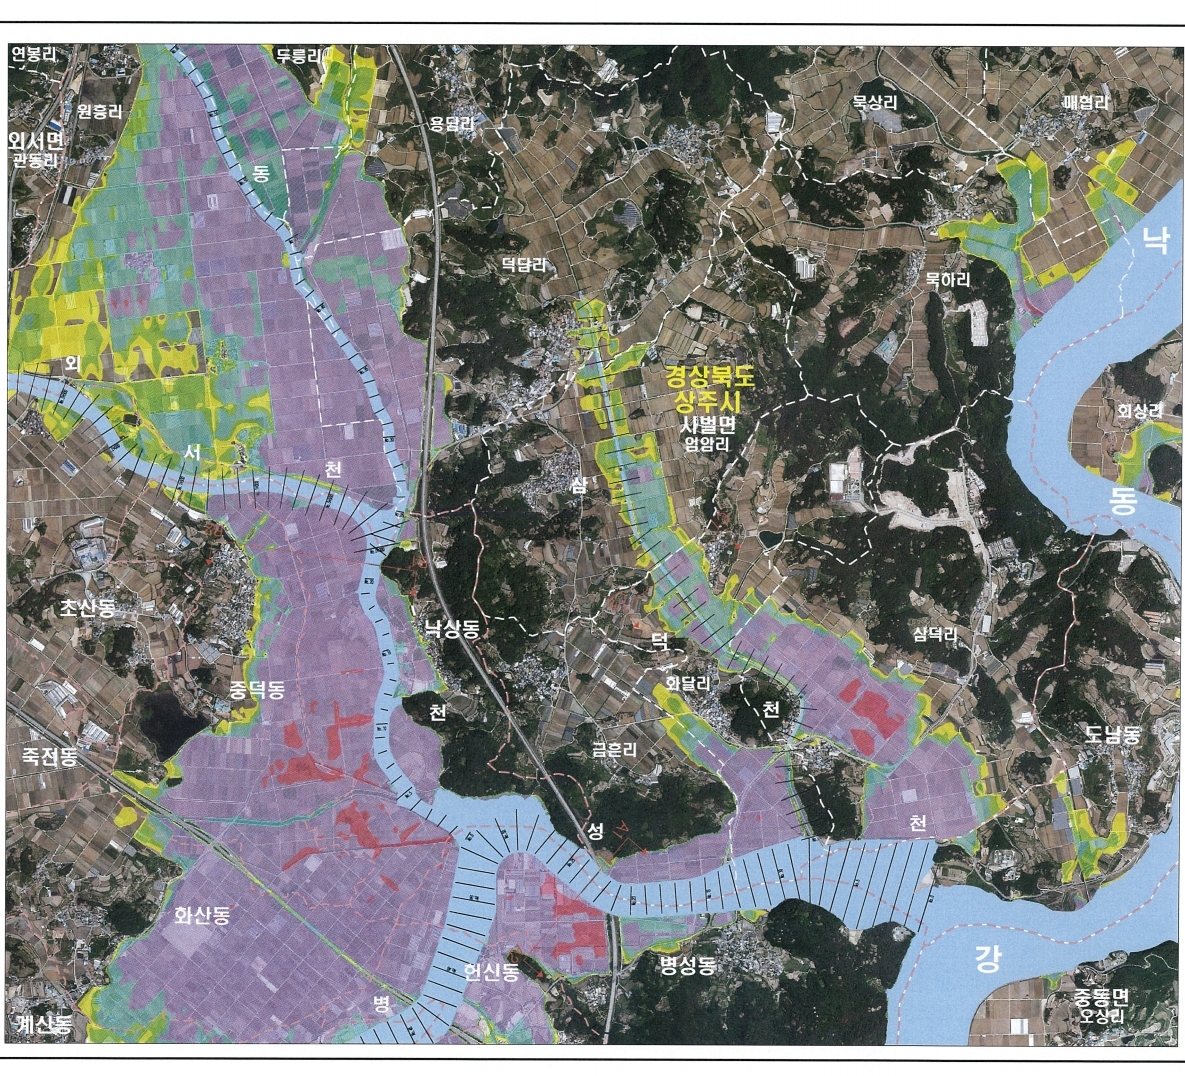 연봉리
두릉리
원흥리
외서면
관동리
용담리
묵상리
매협리
동
낙
덕담리
묵하리
외
경상북도
상주시
사벌면
엄암리
회상리
서
천
삼
동
초산동
낙상동
덕
삼덕리
중덕동
화달리
천
천
죽전동
금흔리
도남동
성
천
화산동
헌신동
병성동
강
병
계산동
중동면
오상리